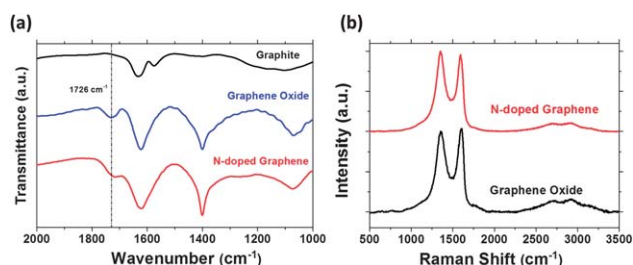 (a)
Graphite
1726 cm⁻¹
Graphene Oxide
N-doped Graphene
Transmittance (a.u.)
2000 1800 1600 1400 1200 1000
Wavenumber (cm⁻¹)
(b)
N-doped Graphene
Graphene Oxide
Intensity (a.u.)
500 1000 1500 2000 2500 3000 3500
Raman Shift (cm⁻¹)